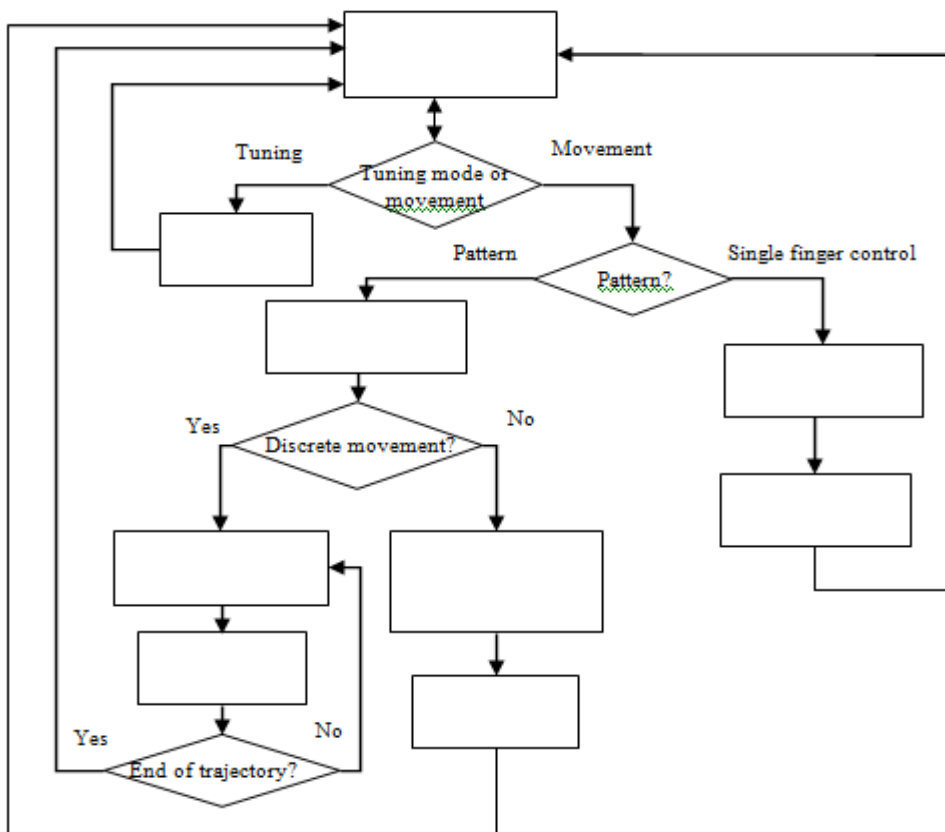 Tuning
Movement
Tuning mode or
movement
Pattern
Single finger control
Pattern?
Yes
No
Discrete movement?
Yes
No
End of trajectory?